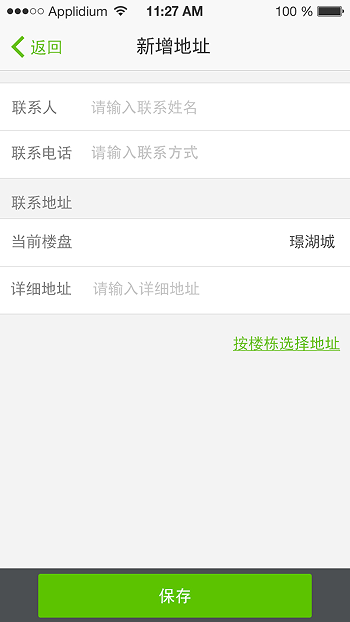 Applidium 11:27 AM 100 %
返回 新增地址
联系人 请输入联系姓名
联系电话 请输入联系方式
联系地址
当前楼盘 璟湖城
详细地址 请输入详细地址
按楼栋选择地址
保存